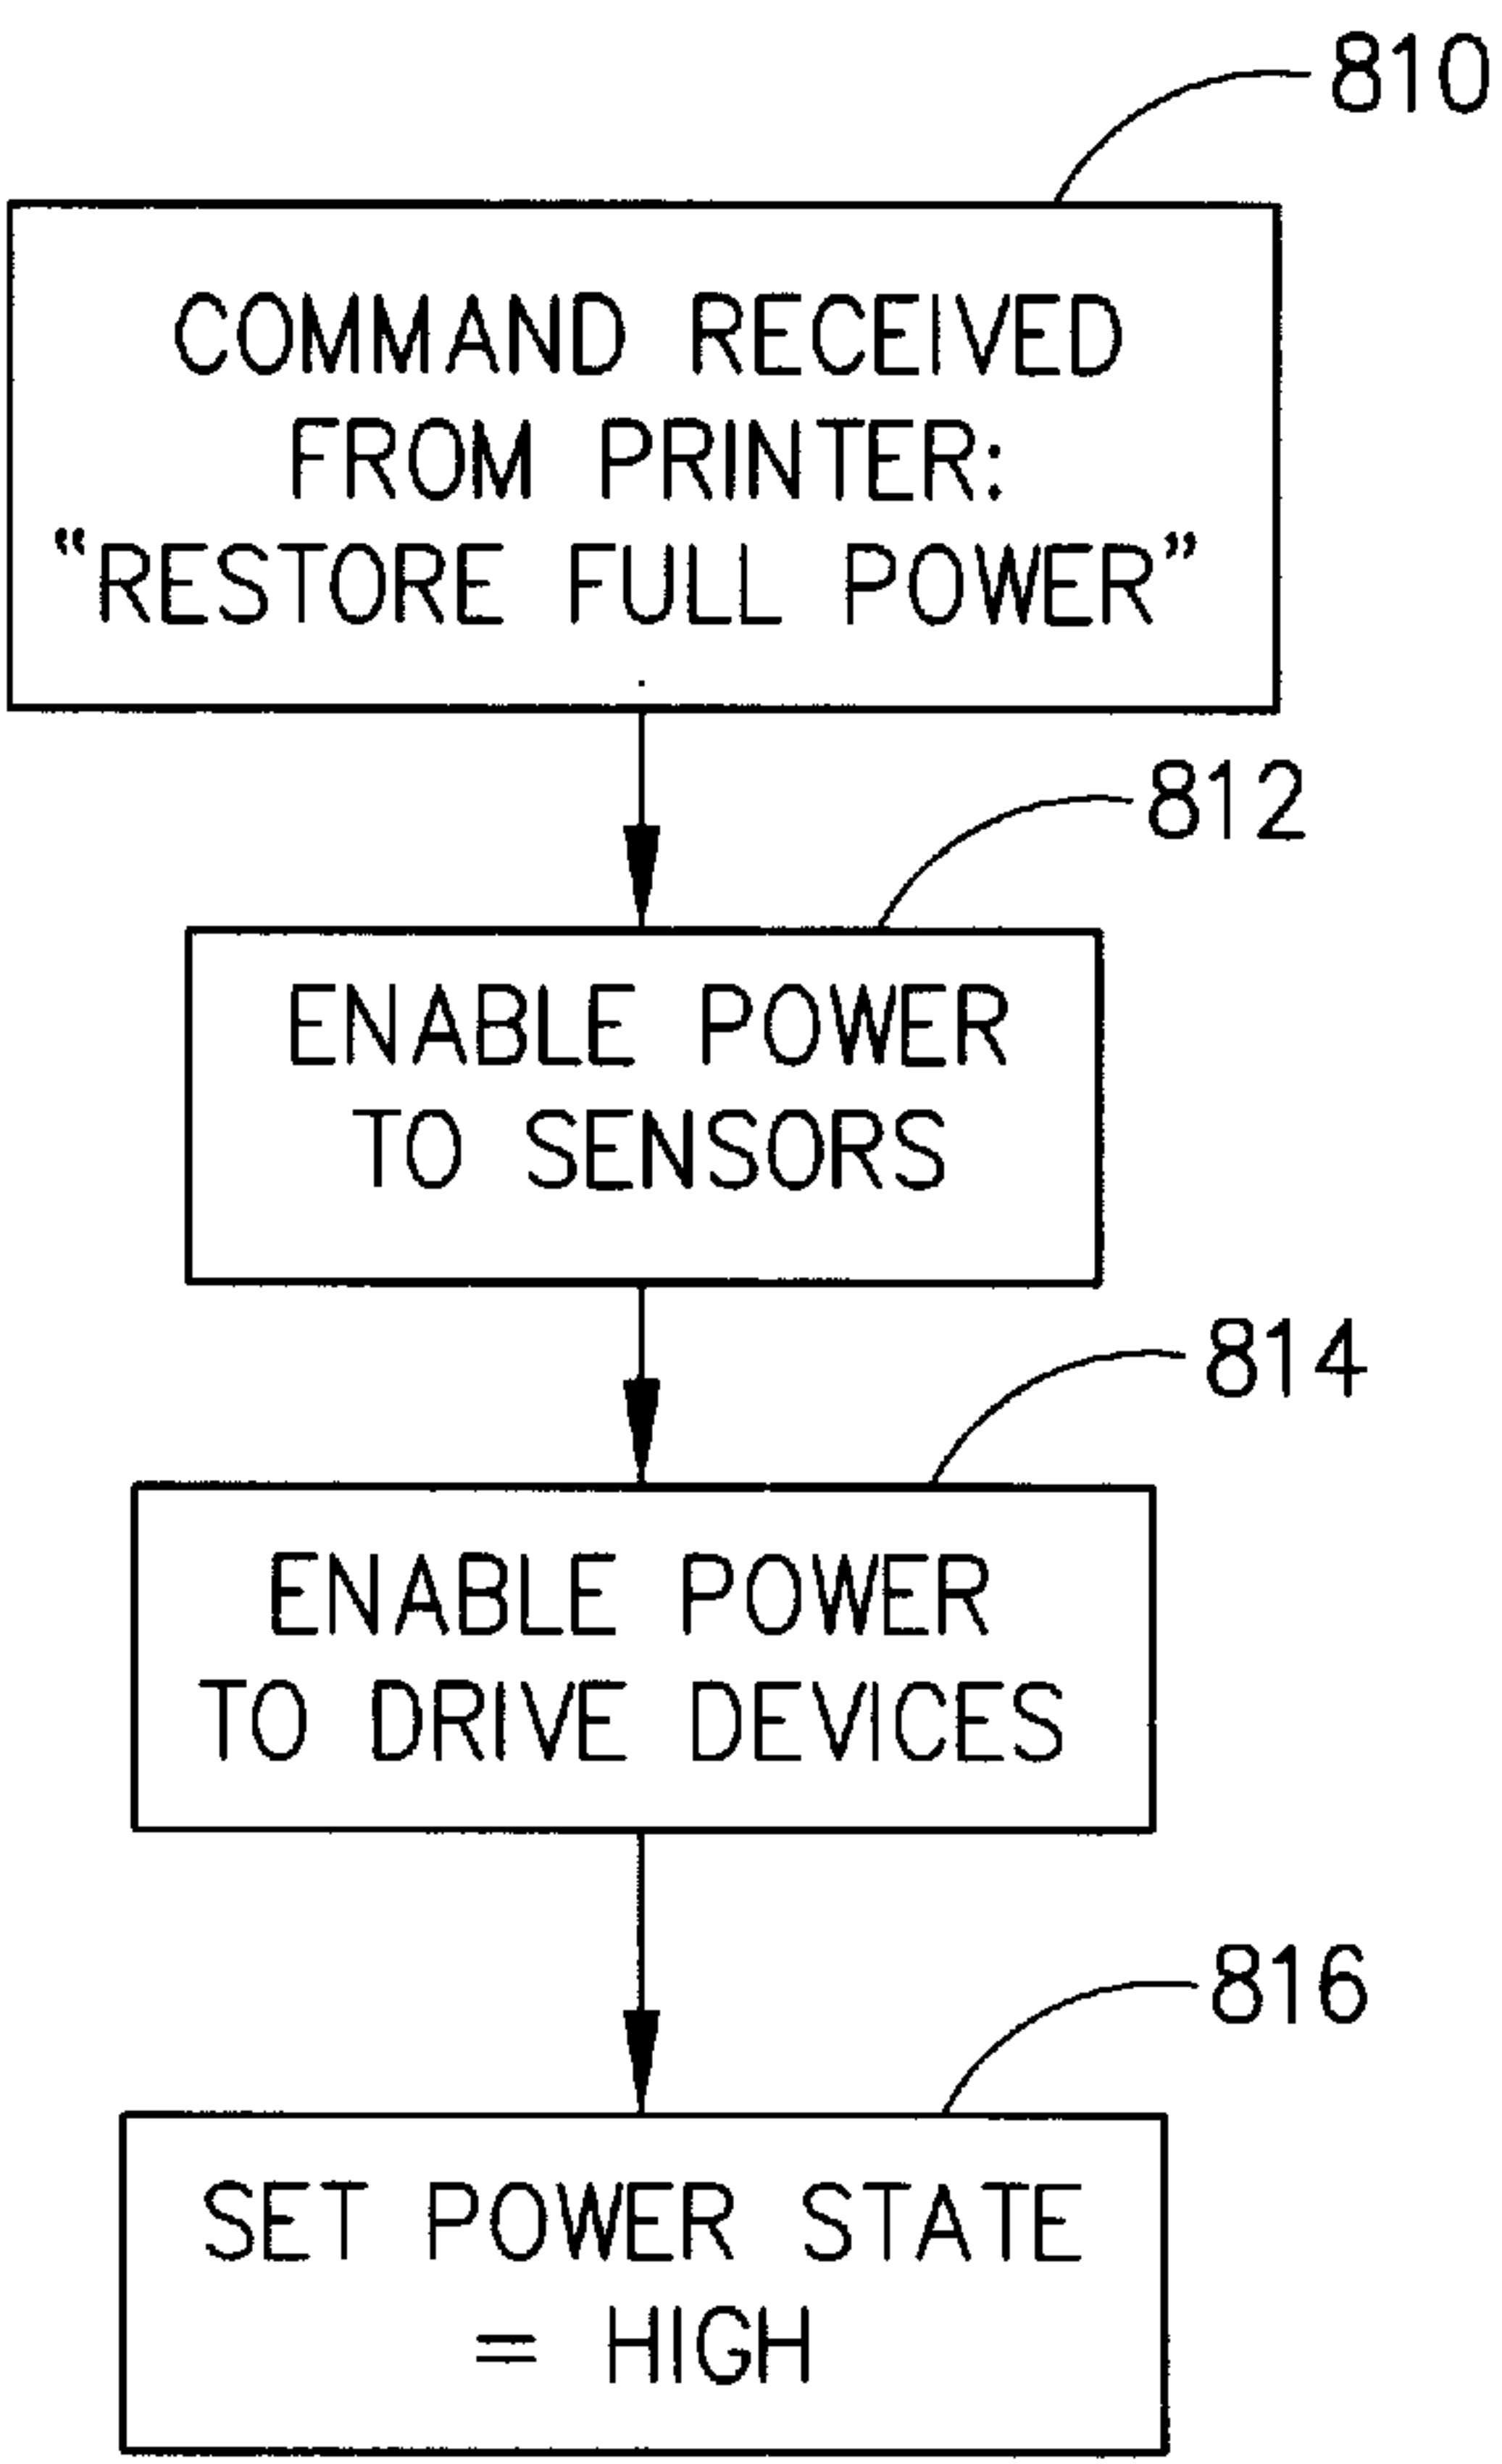 810
COMMAND RECEIVED
FROM PRINTER:
“RESTORE FULL POWER”
812
ENABLE POWER
TO SENSORS
814
ENABLE POWER
TO DRIVE DEVICES
816
SET POWER STATE
= HIGH